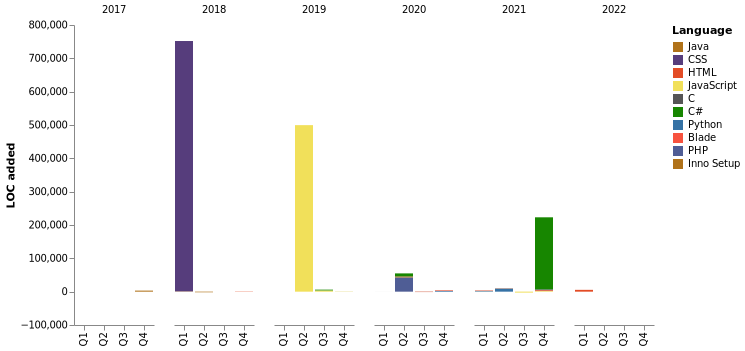 2017 2018 2019 2020 2021 2022
800,000
700,000
600,000
500,000
400,000
300,000
200,000
100,000
0
−100,000
LOC added
Q1 Q2 Q3 Q4 Q1 Q2 Q3 Q4 Q1 Q2 Q3 Q4 Q1 Q2 Q3 Q4 Q1 Q2 Q3 Q4 Q1 Q2 Q3 Q4
Language
Java
CSS
HTML
JavaScript
C
C#
Python
Blade
PHP
Inno Setup